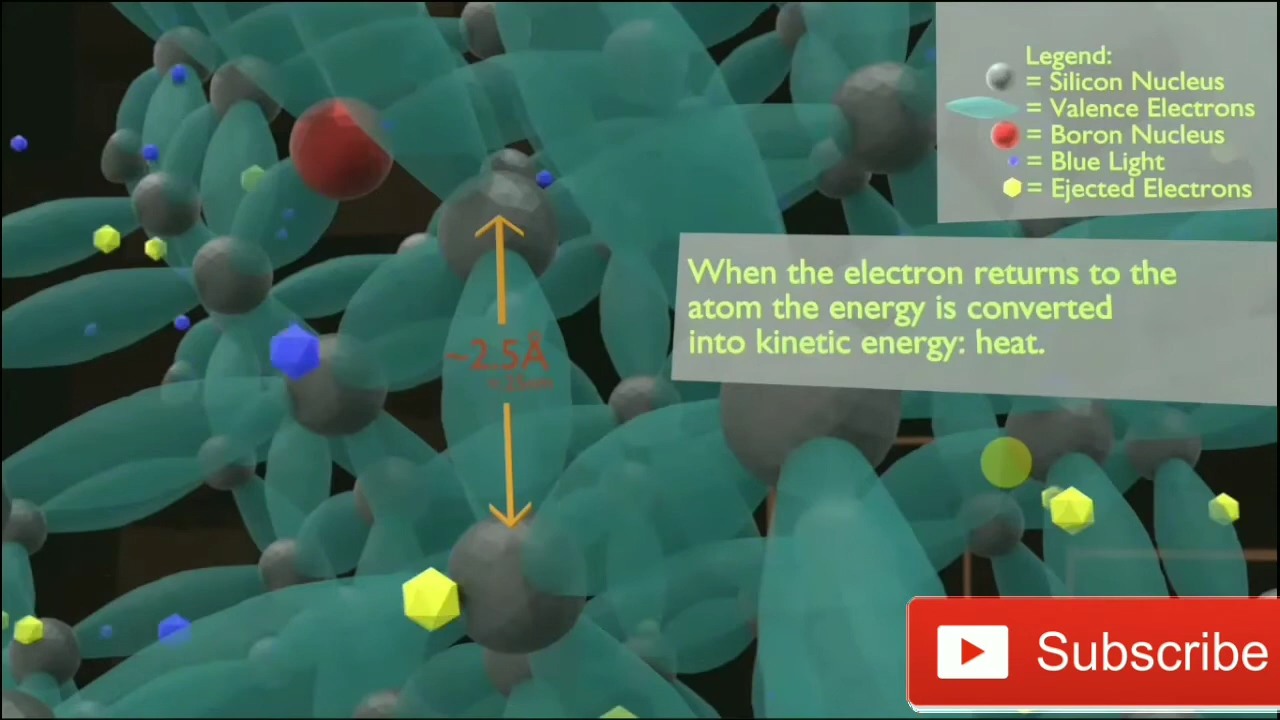 Legend:
= Silicon Nucleus
= Valence Electrons
= Boron Nucleus
= Blue Light
= Ejected Electrons
When the electron returns to the
atom the energy is converted
into kinetic energy: heat.
~2.5Å
Subscribe